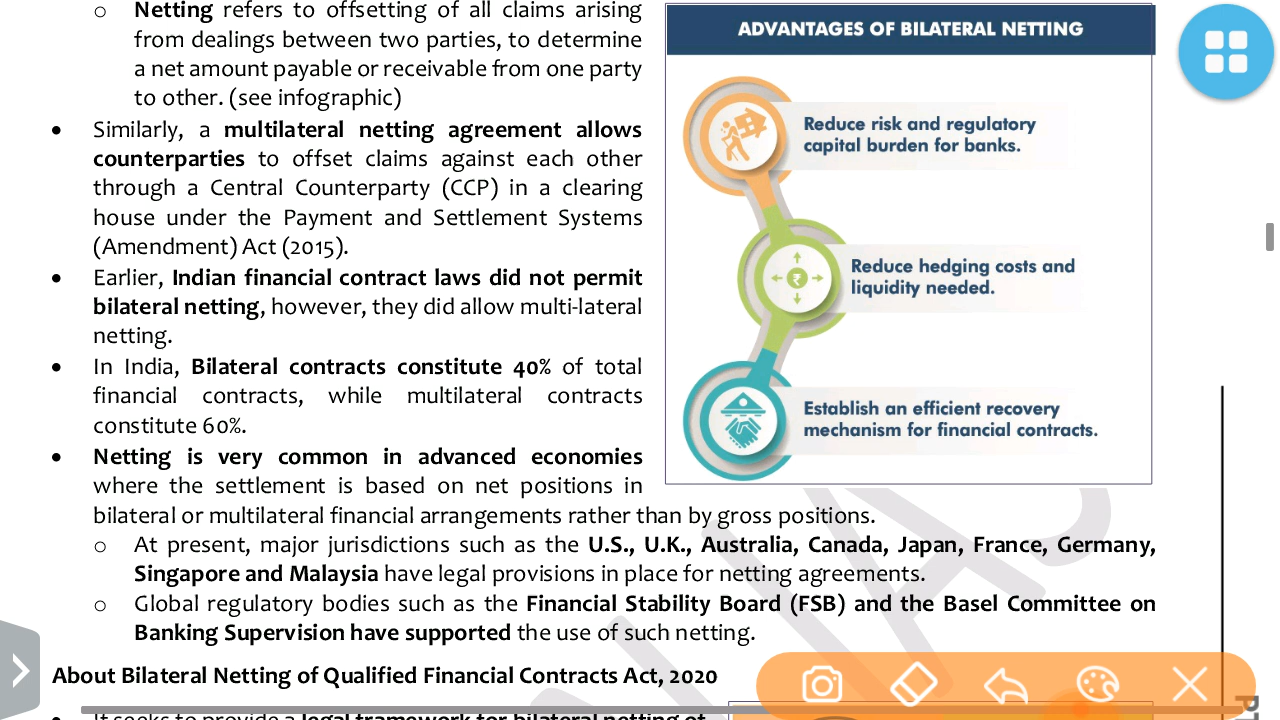 o Netting refers to offsetting of all claims arising
from dealings between two parties, to determine
a net amount payable or receivable from one party
to other. (see infographic)
• Similarly, a multilateral netting agreement allows
counterparties to offset claims against each other
through a Central Counterparty (CCP) in a clearing
house under the Payment and Settlement Systems
(Amendment) Act (2015).
• Earlier, Indian financial contract laws did not permit
bilateral netting, however, they did allow multi-lateral
netting.
• In India, Bilateral contracts constitute 40% of total
financial contracts, while multilateral contracts
constitute 60%.
• Netting is very common in advanced economies
where the settlement is based on net positions in
bilateral or multilateral financial arrangements rather than by gross positions.
o At present, major jurisdictions such as the U.S., U.K., Australia, Canada, Japan, France, Germany,
Singapore and Malaysia have legal provisions in place for netting agreements.
o Global regulatory bodies such as the Financial Stability Board (FSB) and the Basel Committee on
Banking Supervision have supported the use of such netting.
About Bilateral Netting of Qualified Financial Contracts Act, 2020
• It seeks to provide a legal framework for bilateral netting of
ADVANTAGES OF BILATERAL NETTING
Reduce risk and regulatory
capital burden for banks.
Reduce hedging costs and
liquidity needed.
₹
Establish an efficient recovery
mechanism for financial contracts.